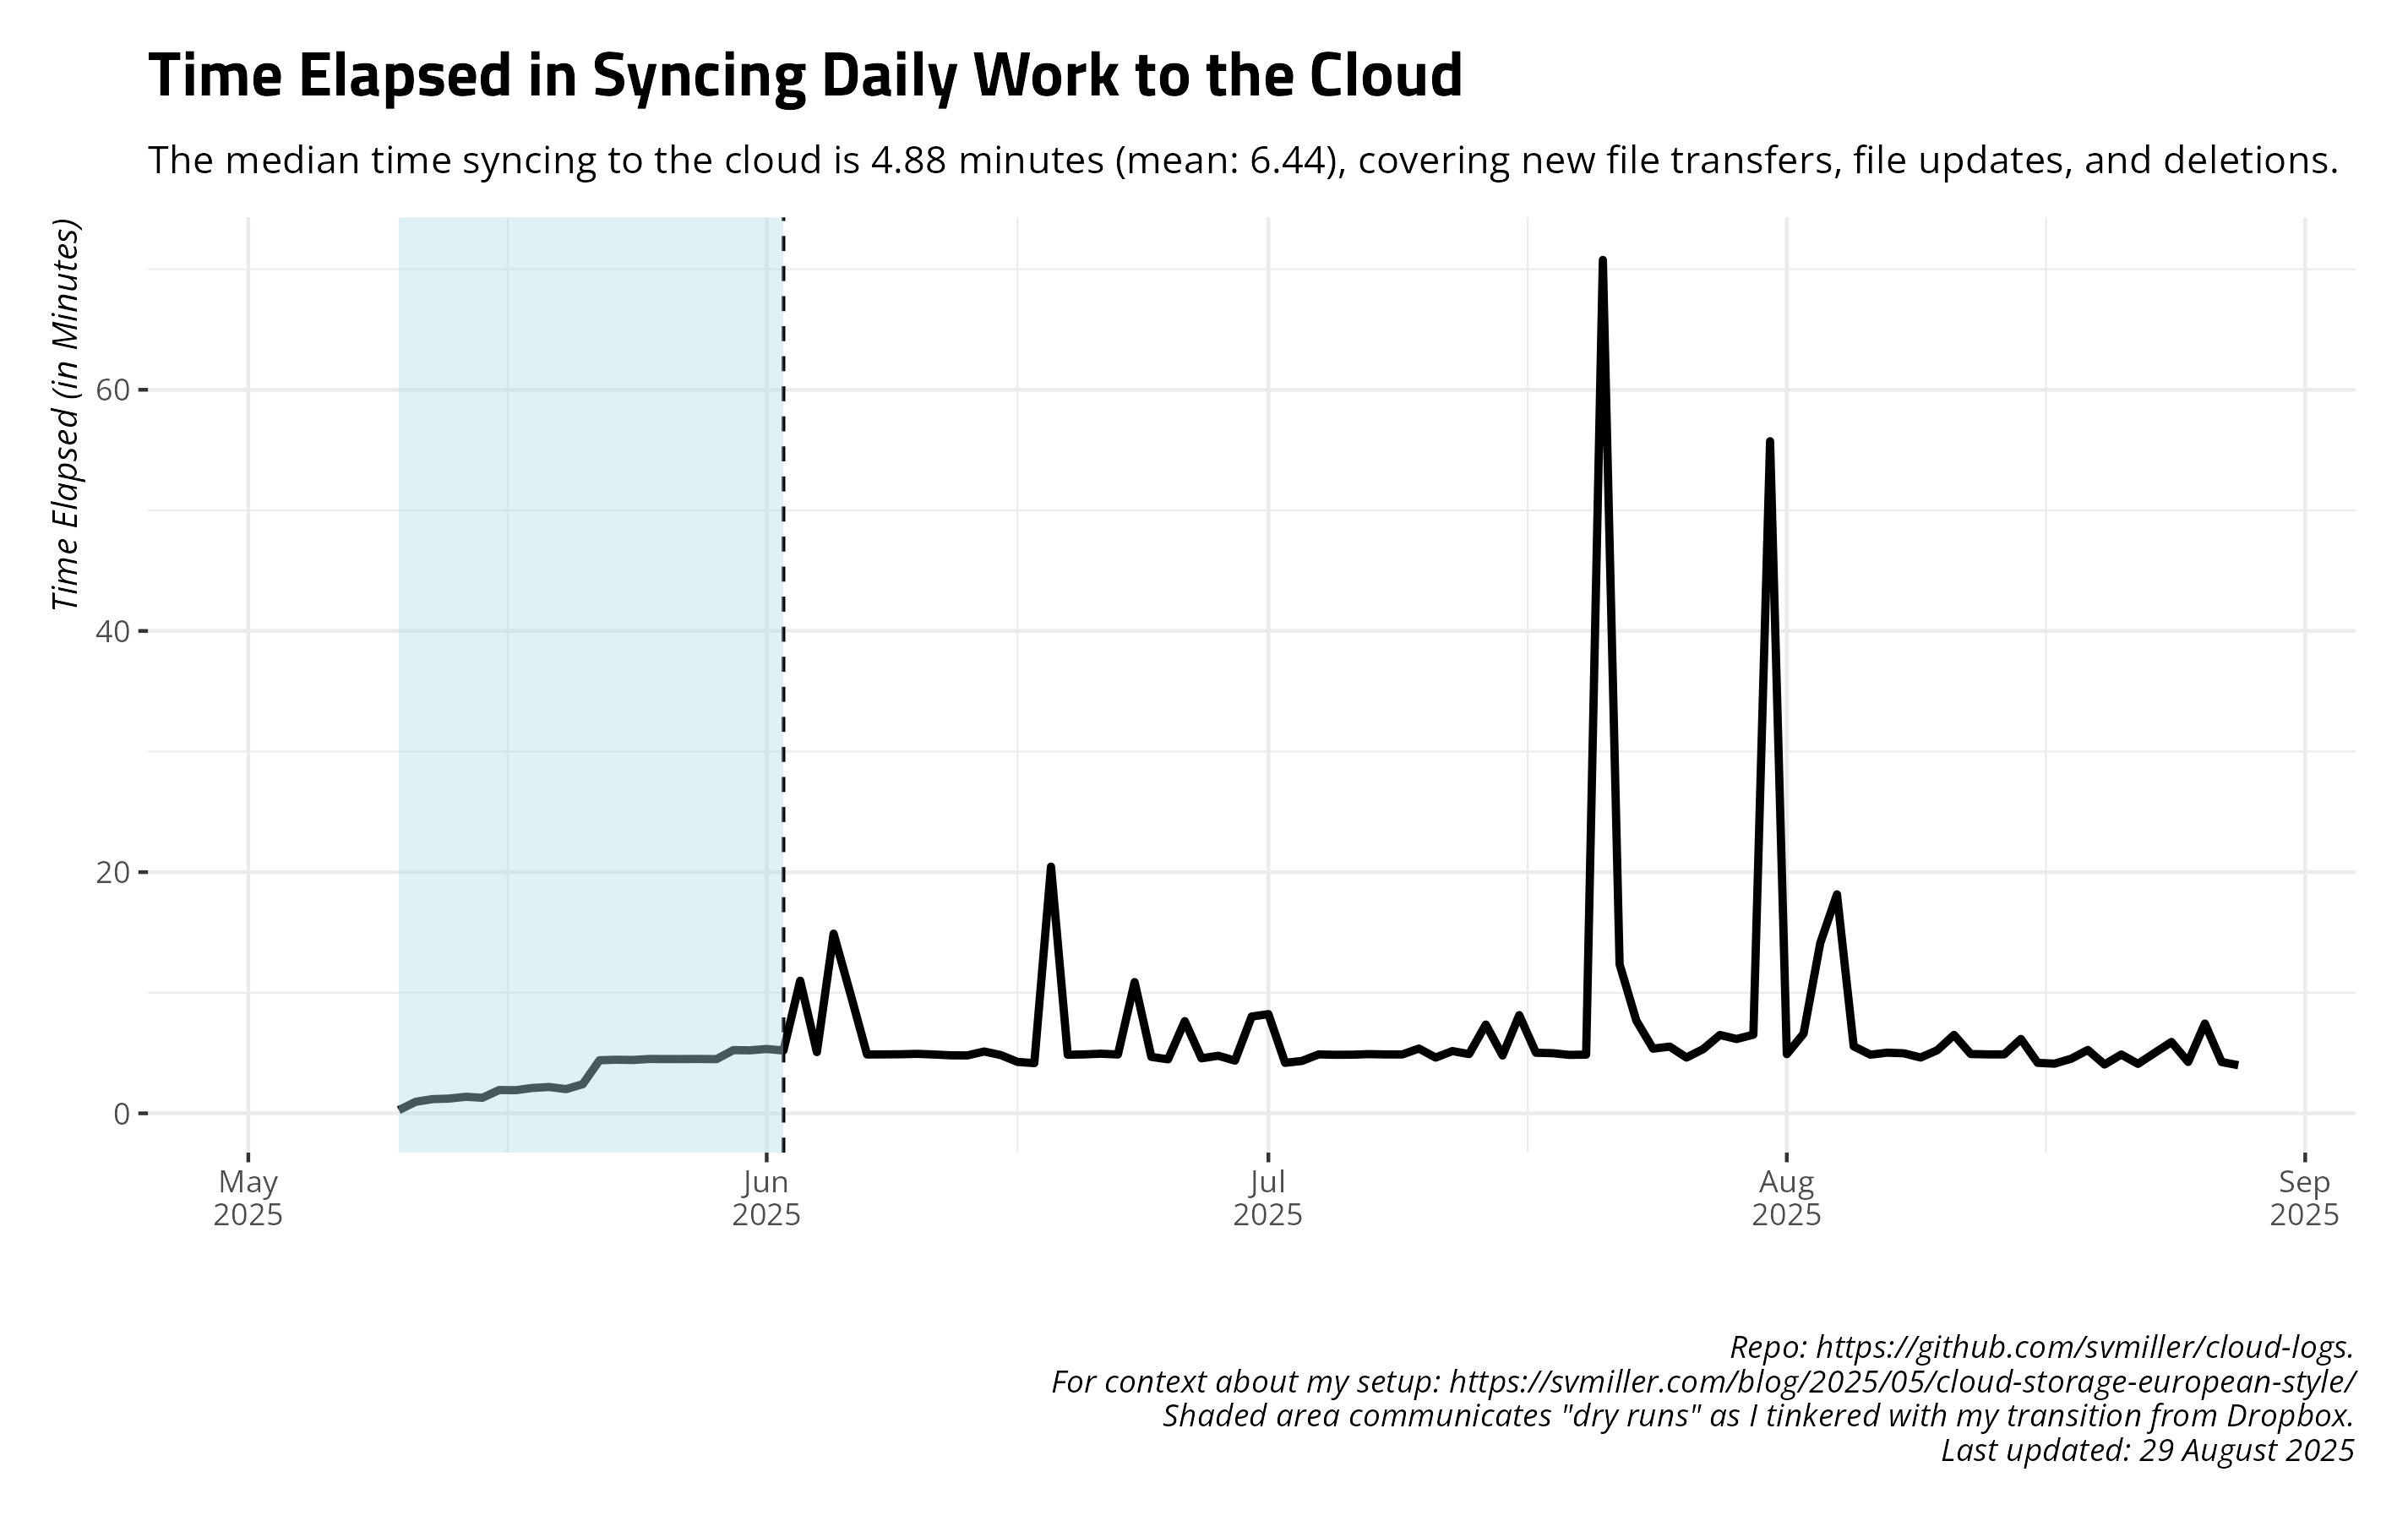 Time Elapsed in Syncing Daily Work to the Cloud
The median time syncing to the cloud is 4.88 minutes (mean: 6.44), covering new file transfers, file updates, and deletions.
Time Elapsed (in Minutes)
60
40
20
0
May
2025
Jun
2025
Jul
2025
Aug
2025
Sep
2025
Repo: https://github.com/svmiller/cloud-logs.
For context about my setup: https://svmiller.com/blog/2025/05/cloud-storage-european-style/
Shaded area communicates "dry runs" as I tinkered with my transition from Dropbox.
Last updated: 29 August 2025